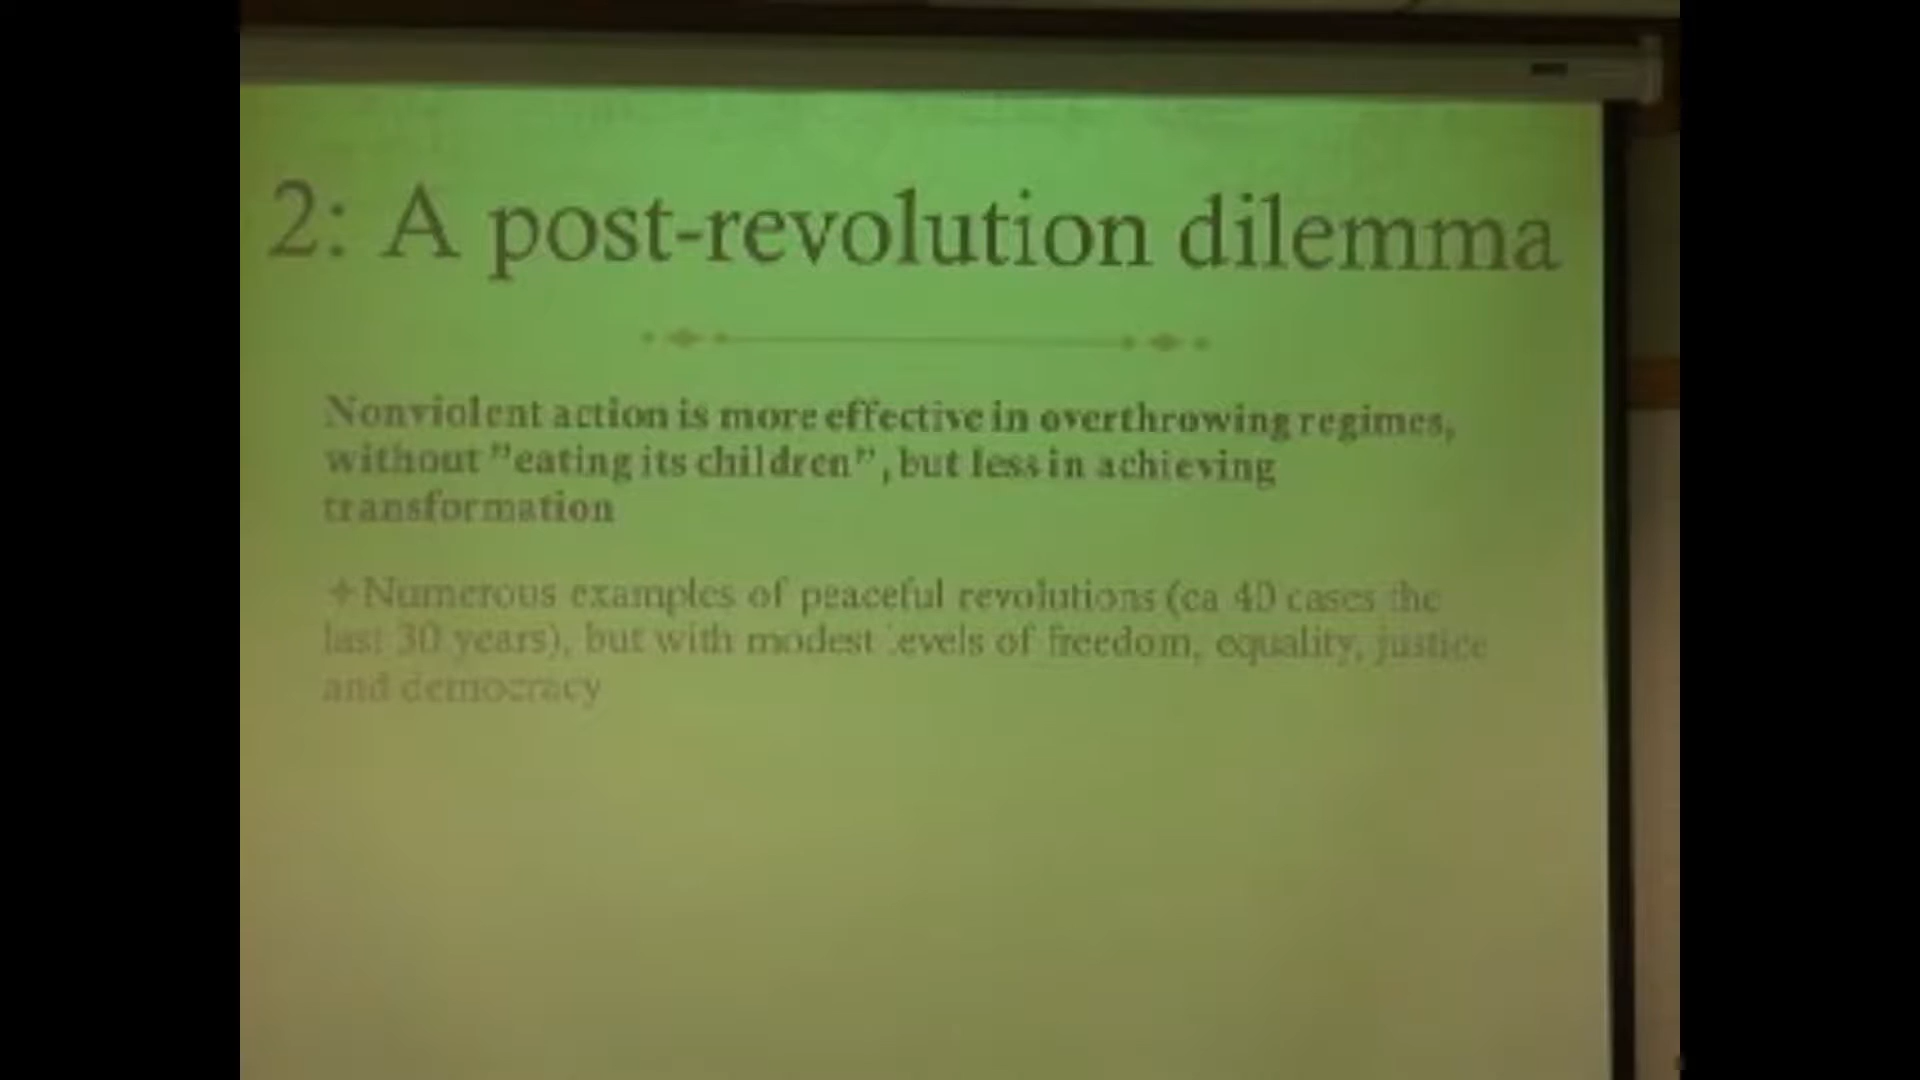 2: A post-revolution dilemma
Nonviolent action is more effective in overthrowing regimes,
without ”eating its children”, but less in achieving
transformation
Numerous examples of peaceful revolutions (ca 40 cases the
last 30 years), but with modest levels of freedom, equality, justice
and democracy